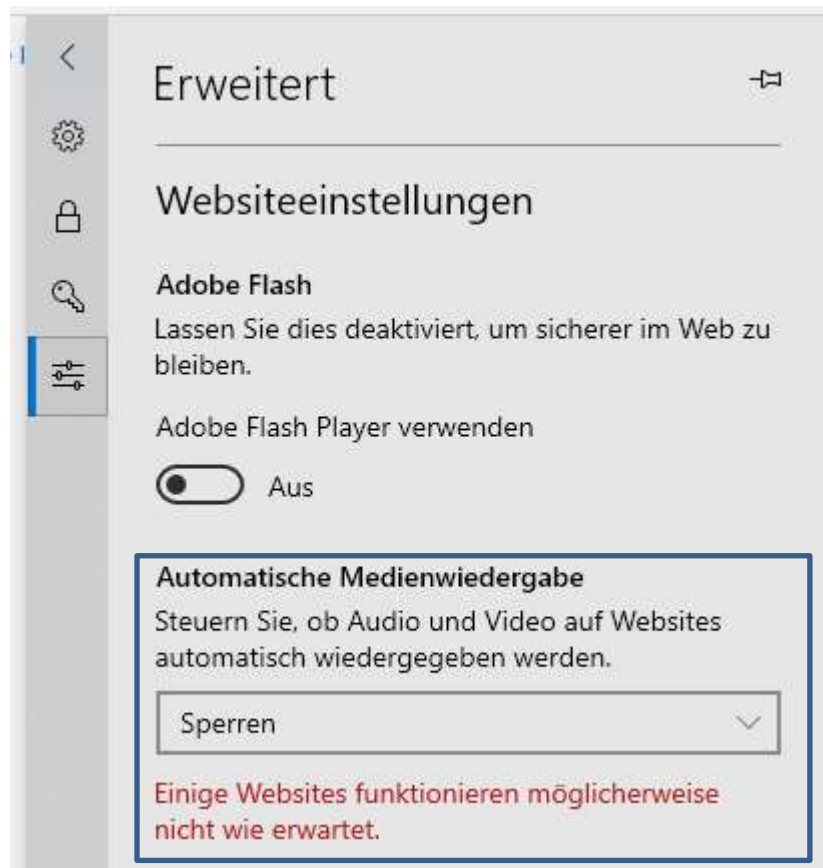 Erweitert
Websiteeinstellungen
Adobe Flash
Lassen Sie dies deaktiviert, um sicherer im Web zu
bleiben.
Adobe Flash Player verwenden
Aus
Automatische Medienwiedergabe
Steuern Sie, ob Audio und Video auf Websites
automatisch wiedergegeben werden.
Sperren
Einige Websites funktionieren möglicherweise
nicht wie erwartet.